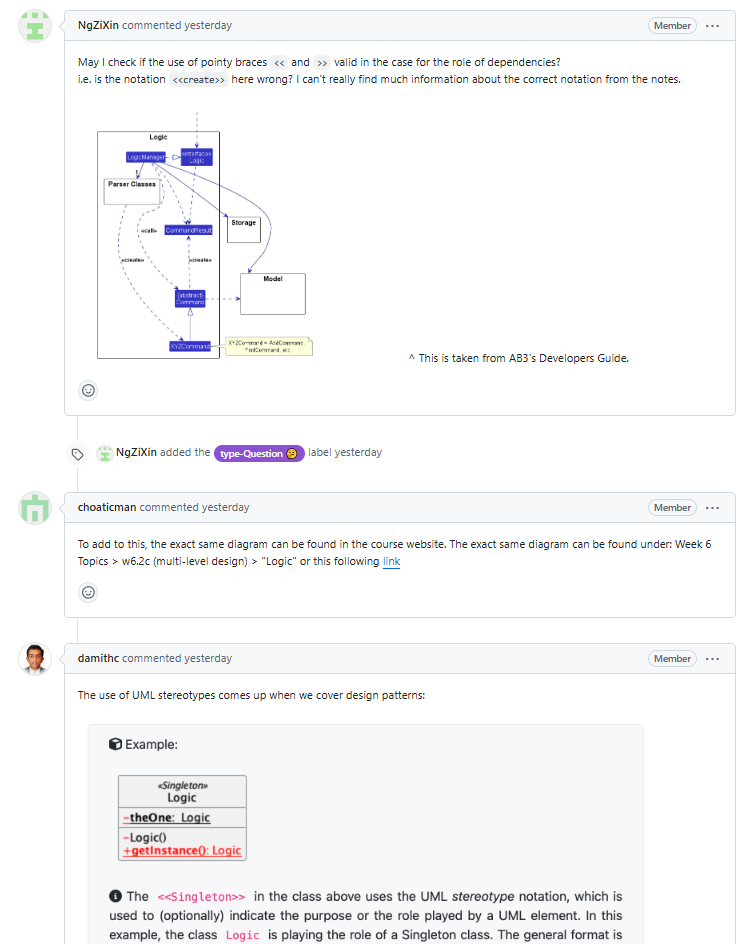 NgZiXin commented yesterday
Member
May I check if the use of pointy braces << and >> valid in the case for the role of dependencies?
i.e. is the notation <<create>> here wrong? I can't really find much information about the correct notation from the notes.
Logic
LogicManager
«interface»
Logic
Parser Classes
«call»
CommandResult
Storage
«create»
«create»
Model
{abstract}
Command
XYZCommand
XYZCommand = AddCommand,
FindCommand, etc
^ This is taken from AB3's Developers Guide.
NgZiXin added the type-Question label yesterday
choaticman commented yesterday
Member
To add to this, the exact same diagram can be found in the course website. The exact same diagram can be found under: Week 6
Topics > w6.2c (multi-level design) > "Logic" or this following link
damithc commented yesterday
Member
The use of UML stereotypes comes up when we cover design patterns:
Example:
«Singleton»
Logic
-theOne: Logic
-Logic()
+getInstance(): Logic
The <<Singleton>> in the class above uses the UML stereotype notation, which is
used to (optionally) indicate the purpose or the role played by a UML element. In this
example, the class Logic is playing the role of a Singleton class. The general format is